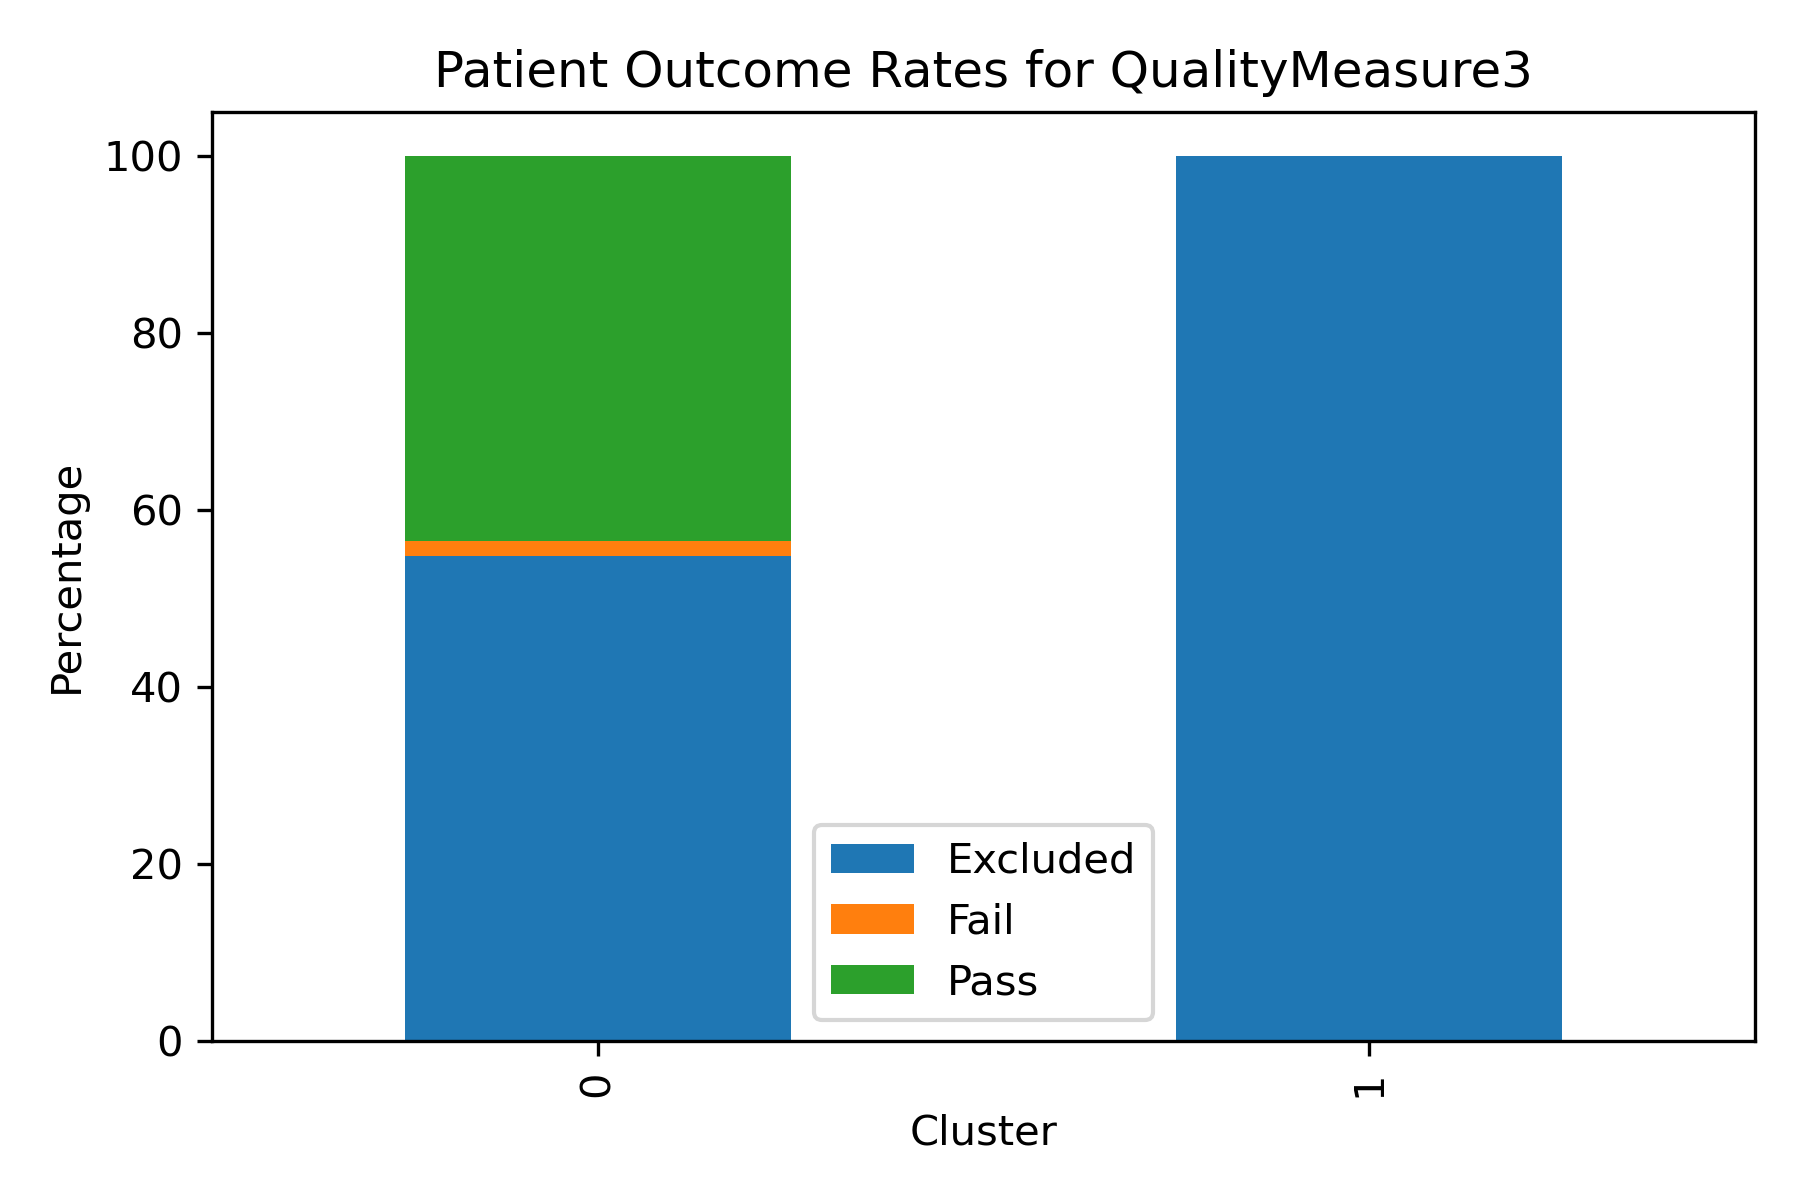 Patient Outcome Rates for QualityMeasure3
100
80
60
40
20
0
Percentage
Excluded
Fail
Pass
0
1
Cluster